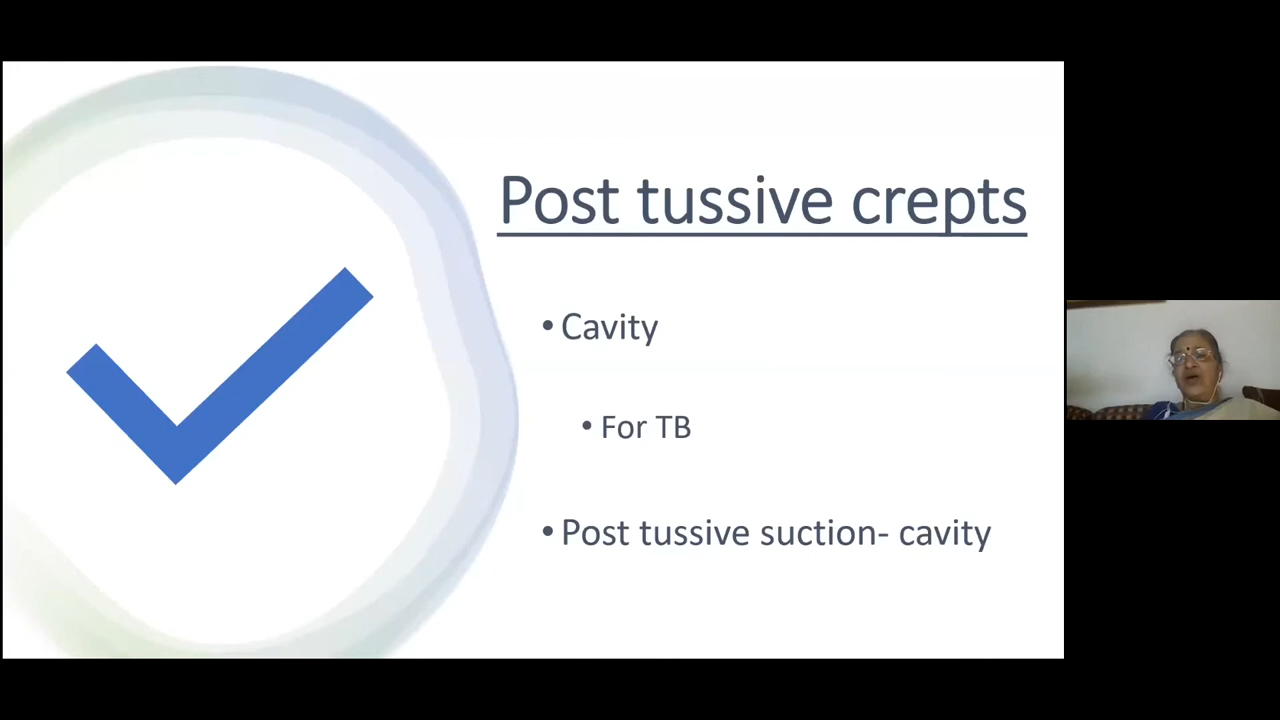 Post tussive crepts
• Cavity
• For TB
• Post tussive suction- cavity